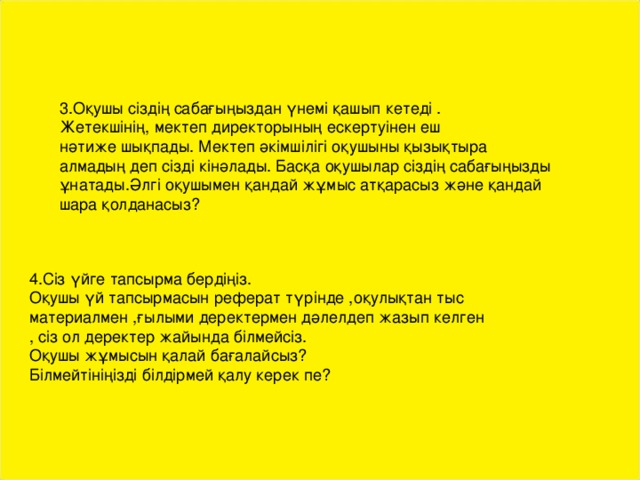 3.Оқушы сіздің сабағыңыздан үнемі қашып кетеді .
Жетекшінің, мектеп директорының ескертуінен еш
нәтиже шықпады. Мектеп әкімшілігі оқушыны қызықтыра
алмадың деп сізді кінәлады. Басқа оқушылар сіздің сабағыңызды
ұнатады.Әлгі оқушымен қандай жұмыс атқарасыз және қандай
шара қолданасыз?
4.Сіз үйге тапсырма бердіңіз.
Оқушы үй тапсырмасын реферат түрінде ,оқулықтан тыс
материалмен ,ғылыми деректермен дәлелдеп жазып келген
, сіз ол деректер жайында білмейсіз.
Оқушы жұмысын қалай бағалайсыз?
Білмейтініңізді білдірмей қалу керек пе?